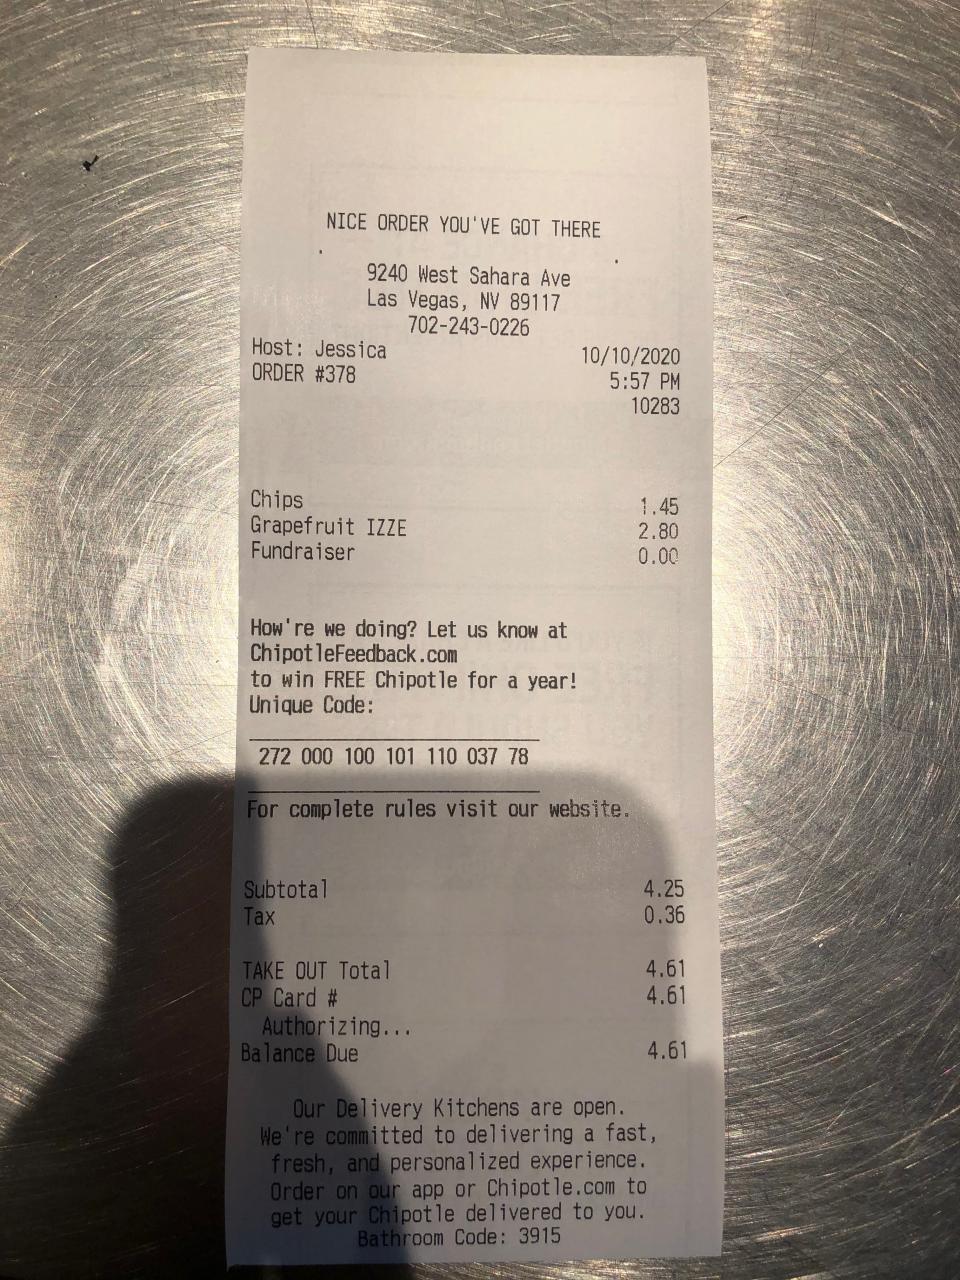 NICE ORDER YOU'VE GOT THERE
9240 West Sahara Ave
Las Vegas, NV 89117
702-243-0226
Host: Jessica 10/10/2020
ORDER #378 5:57 PM
10283
Chips 1.45
Grapefruit IZZE 2.80
Fundraiser 0.00
How're we doing? Let us know at
ChipotleFeedback.com
to win FREE Chipotle for a year!
Unique Code:
272 000 100 101 110 037 78
For complete rules visit our website.
Subtotal 4.25
Tax 0.36
TAKE OUT Total 4.61
CP Card # 4.61
Authorizing...
Balance Due 4.61
Our Delivery Kitchens are open.
We're committed to delivering a fast,
fresh, and personalized experience.
Order on our app or Chipotle.com to
get your Chipotle delivered to you.
Bathroom Code: 3915